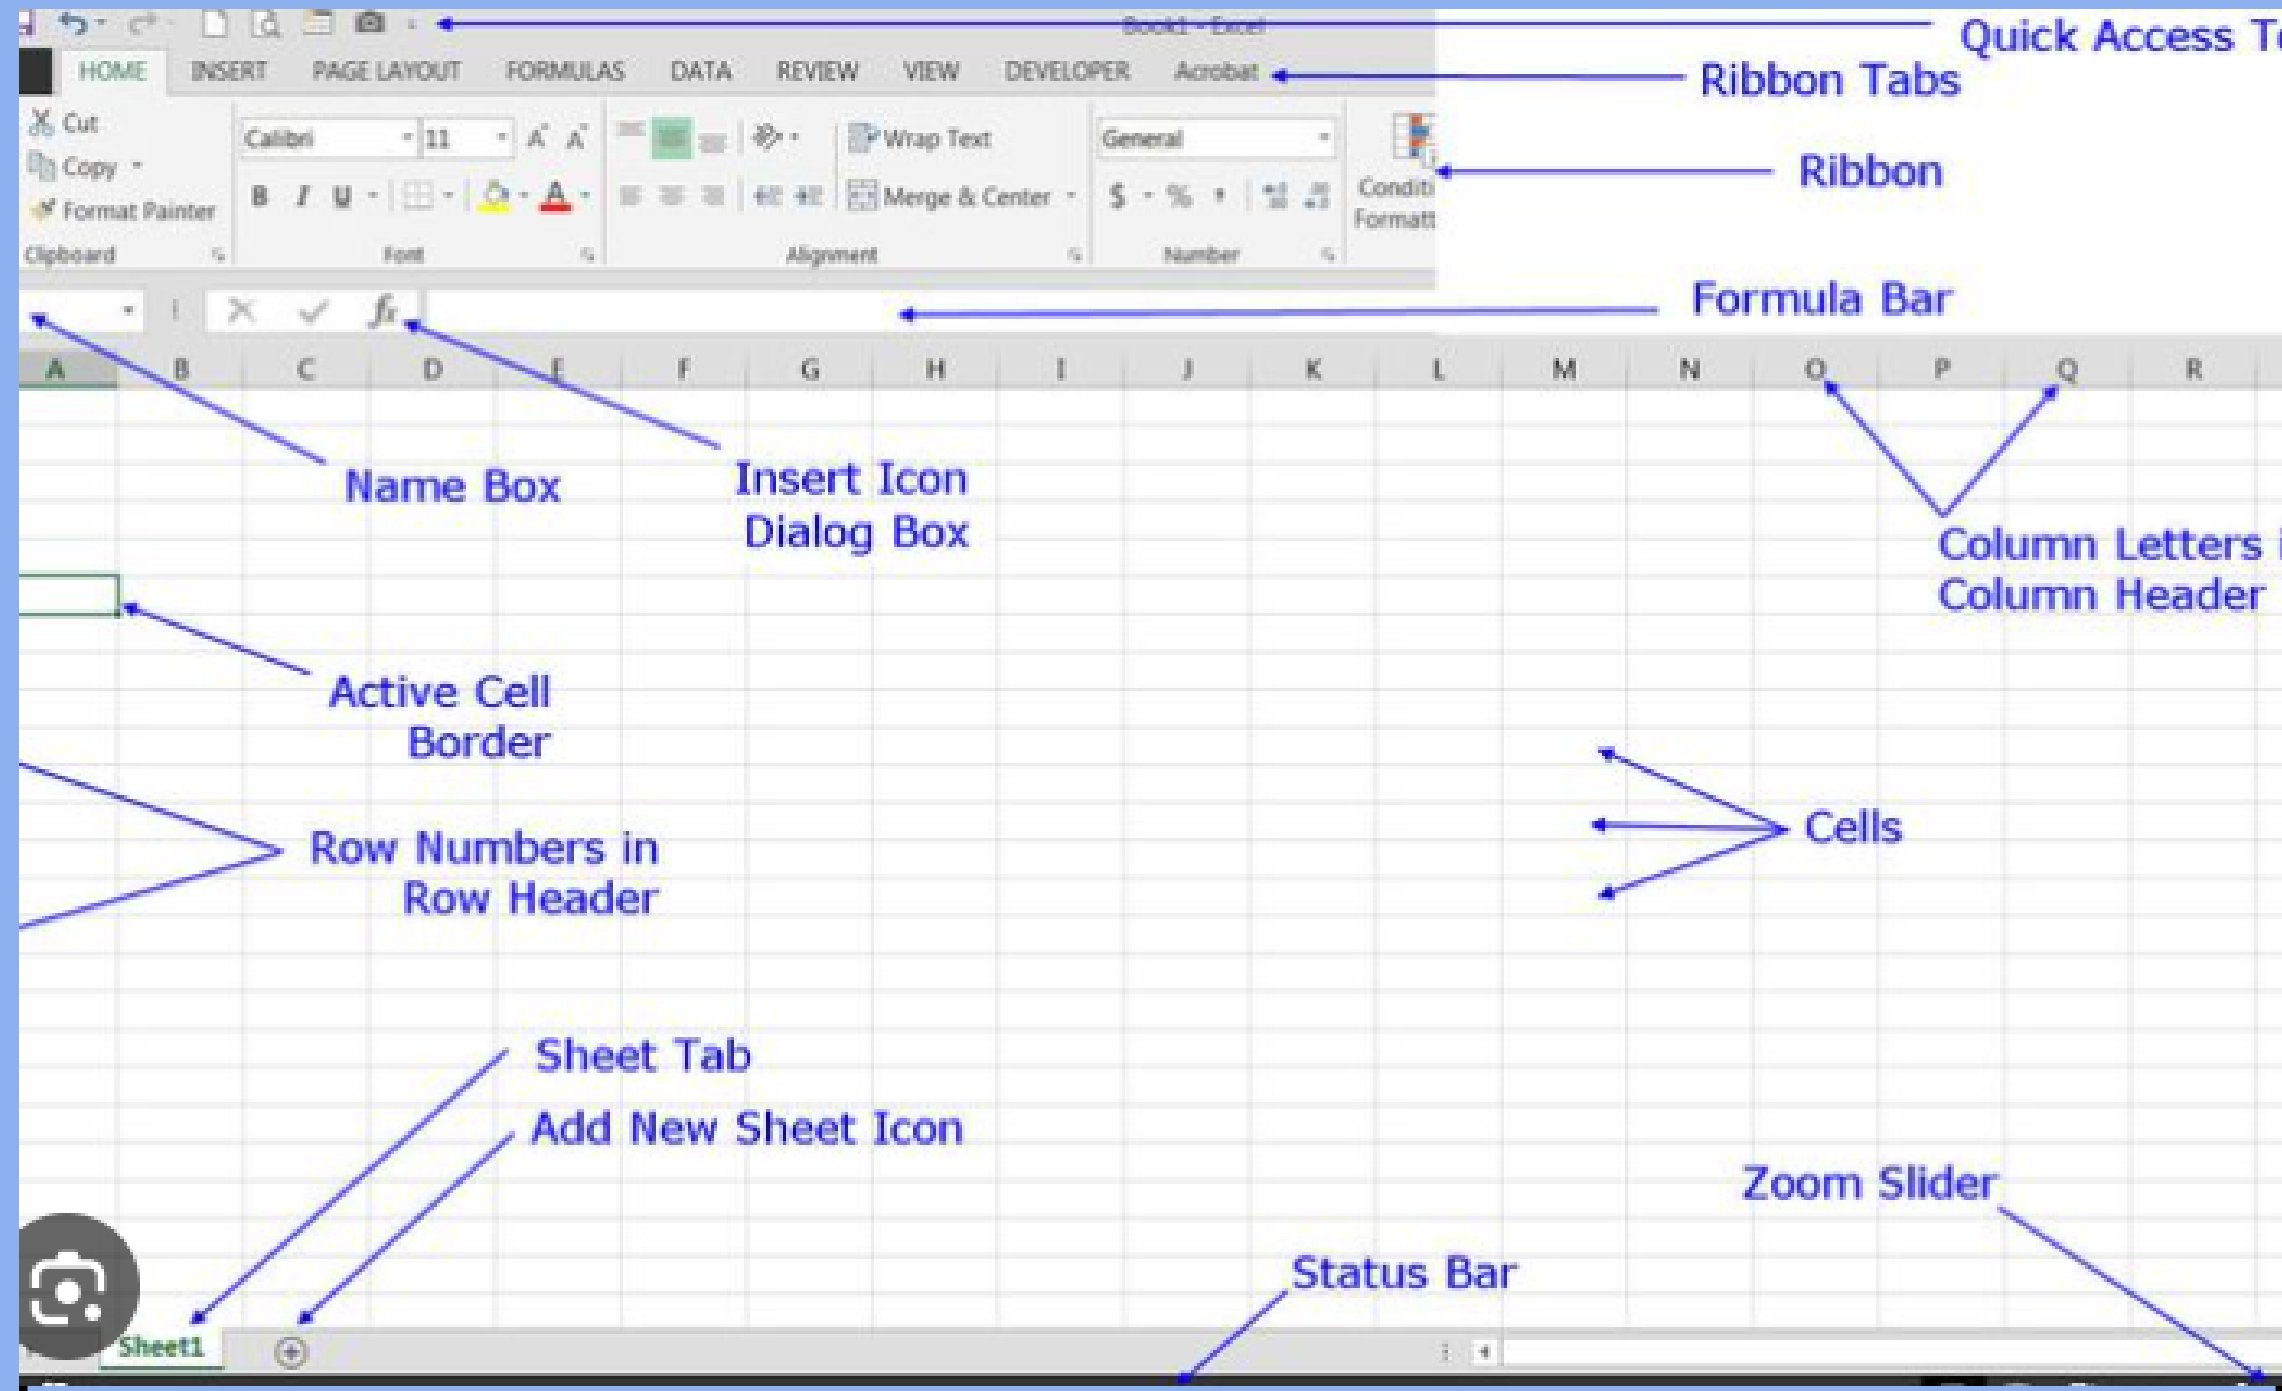 Book1 - Excel
Quick Access
HOME INSERT PAGE LAYOUT FORMULAS DATA REVIEW VIEW DEVELOPER Acrobat
Ribbon Tabs
Cut
Copy
Format Painter
Clipboard
Calibri 11
B I U
Font
Wrap Text
Merge & Center
Alignment
General
$ % ,
Number
Ribbon
Formula Bar
fx
A B C D E F G H I J K L M N O P Q R
Name Box
Insert Icon
Dialog Box
Column Letters
Column Header
Active Cell
Border
Row Numbers in
Row Header
Cells
Sheet Tab
Add New Sheet Icon
Zoom Slider
Status Bar
Sheet1